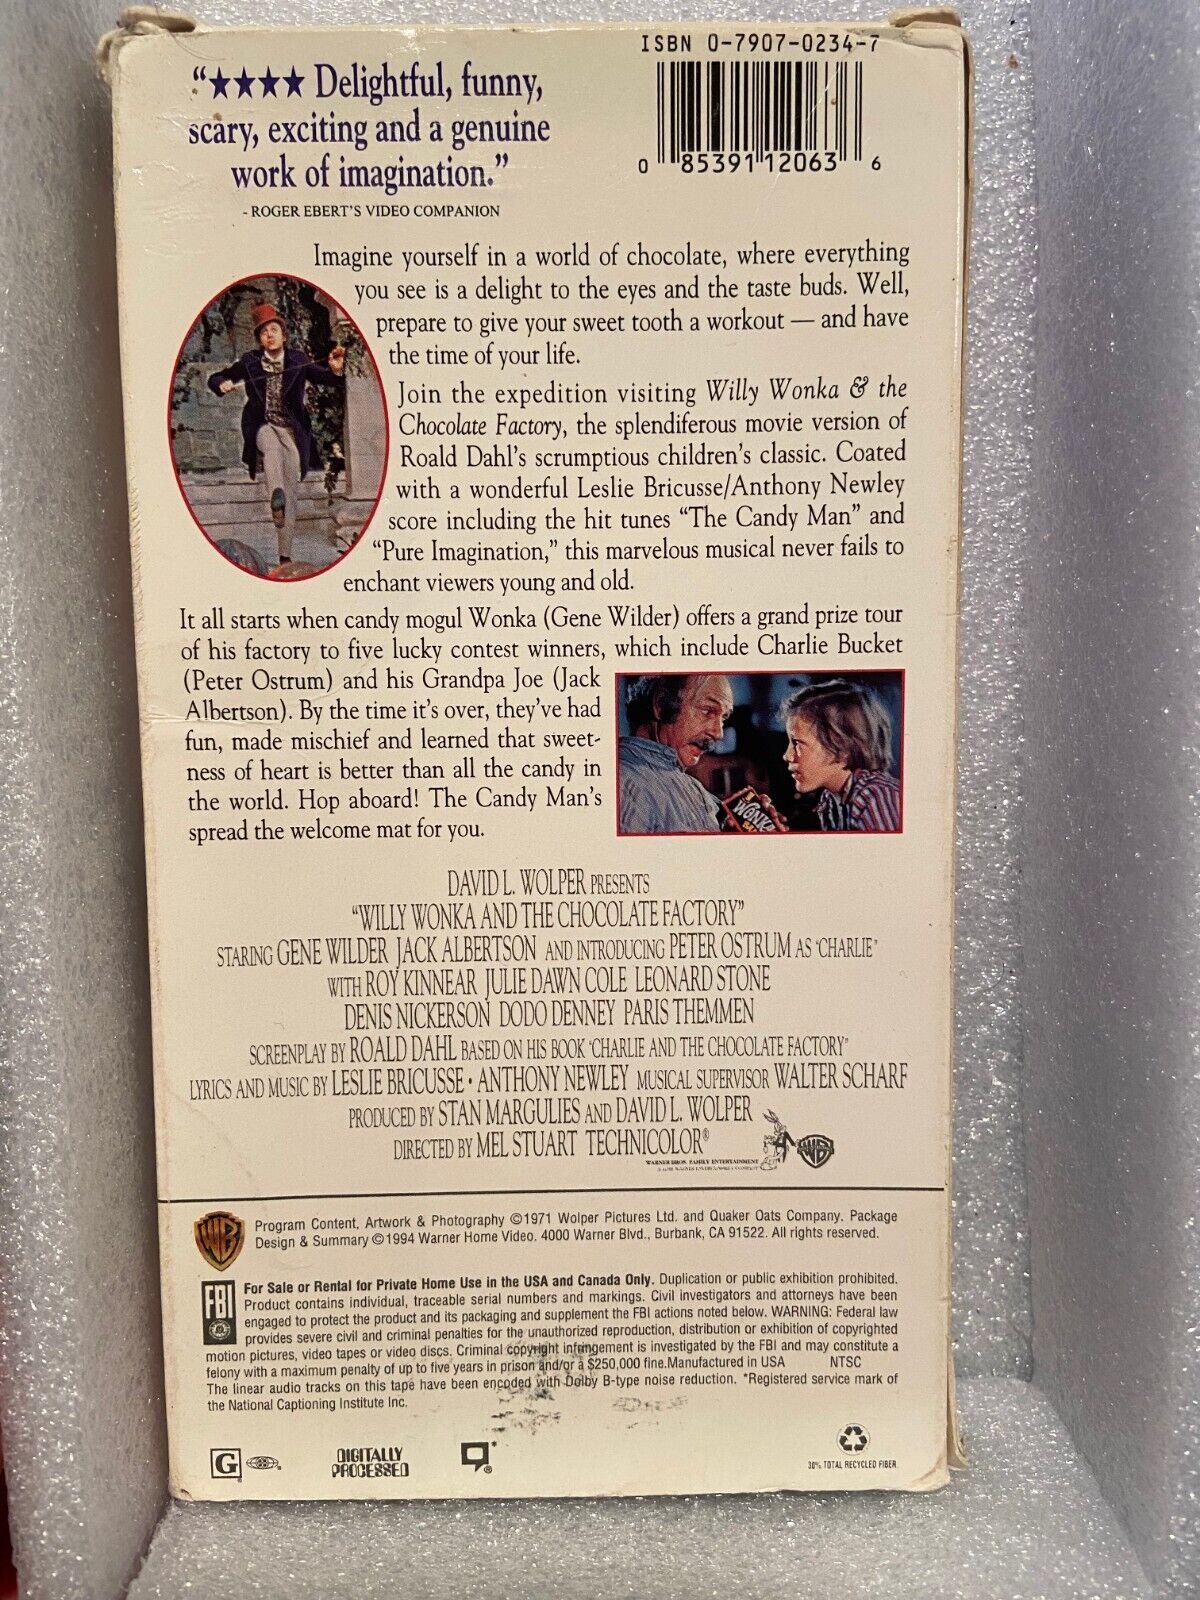 ISBN 0-7907-0234-7
0 85391 12063 6
“★★★★ Delightful, funny,
scary, exciting and a genuine
work of imagination.”
- ROGER EBERT'S VIDEO COMPANION
Imagine yourself in a world of chocolate, where everything
you see is a delight to the eyes and the taste buds. Well,
prepare to give your sweet tooth a workout — and have
the time of your life.
Join the expedition visiting Willy Wonka & the
Chocolate Factory, the splendiferous movie version of
Roald Dahl's scrumptious children's classic. Coated
with a wonderful Leslie Bricusse/Anthony Newley
score including the hit tunes “The Candy Man” and
“Pure Imagination,” this marvelous musical never fails to
enchant viewers young and old.
It all starts when candy mogul Wonka (Gene Wilder) offers a grand prize tour
of his factory to five lucky contest winners, which include Charlie Bucket
(Peter Ostrum) and his Grandpa Joe (Jack
Albertson). By the time it's over, they've had
fun, made mischief and learned that sweet-
ness of heart is better than all the candy in
the world. Hop aboard! The Candy Man's
spread the welcome mat for you.
WONKA
DAVID L. WOLPER PRESENTS
“WILLY WONKA AND THE CHOCOLATE FACTORY”
STARING GENE WILDER JACK ALBERTSON AND INTRODUCING PETER OSTRUM AS “CHARLIE”
WITH ROY KINNEAR JULIE DAWN COLE LEONARD STONE
DENIS NICKERSON DODO DENNEY PARIS THEMMEN
SCREENPLAY BY ROALD DAHL BASED ON HIS BOOK “CHARLIE AND THE CHOCOLATE FACTORY”
LYRICS AND MUSIC BY LESLIE BRICUSSE • ANTHONY NEWLEY MUSICAL SUPERVISOR WALTER SCHARF
PRODUCED BY STAN MARGULIES AND DAVID L. WOLPER
DIRECTED BY MEL STUART TECHNICOLOR®
WARNER BROS. FAMILY ENTERTAINMENT
WB
WB
Program Content, Artwork & Photography ©1971 Wolper Pictures Ltd. and Quaker Oats Company. Package
Design & Summary ©1994 Warner Home Video. 4000 Warner Blvd., Burbank, CA 91522. All rights reserved.
FBI
For Sale or Rental for Private Home Use in the USA and Canada Only. Duplication or public exhibition prohibited.
Product contains individual, traceable serial numbers and markings. Civil investigators and attorneys have been
engaged to protect the product and its packaging and supplement the FBI actions noted below. WARNING: Federal law
provides severe civil and criminal penalties for the unauthorized reproduction, distribution or exhibition of copyrighted
motion pictures, video tapes or video discs. Criminal copyright infringement is investigated by the FBI and may constitute a
felony with a maximum penalty of up to five years in prison and/or a $250,000 fine.Manufactured in USA NTSC
The linear audio tracks on this tape have been encoded with Dolby B-type noise reduction. *Registered service mark of
the National Captioning Institute Inc.
G
DIGITALLY
PROCESSED
30% TOTAL RECYCLED FIBER